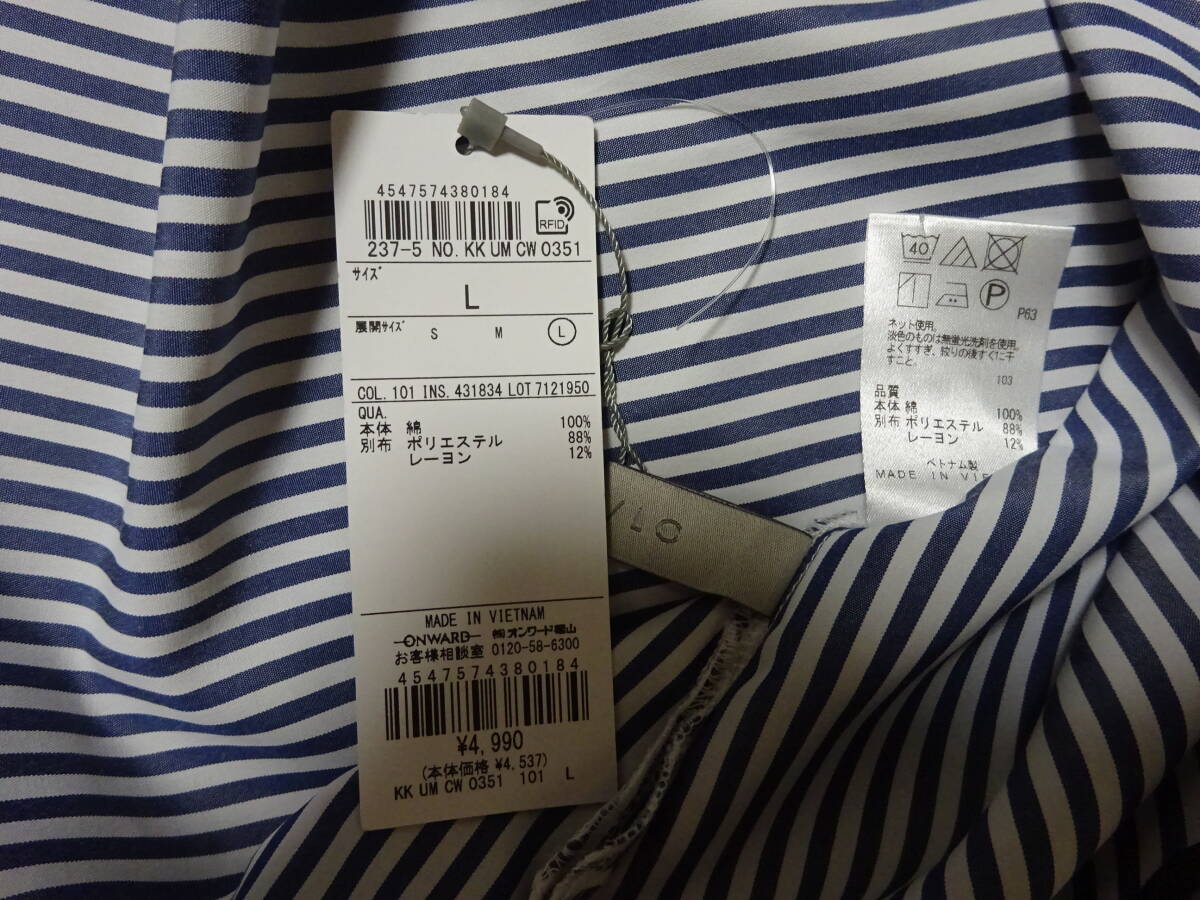 4547574380184
RFID
237-5 NO. KK UM CW 0351
サイズ
L
展開サイズ S M L
COL. 101 INS. 431834 LOT 7121950
QUA.
本体 綿 100%
別布 ポリエステル 88%
レーヨン 12%
MADE IN VIETNAM
ONWARD ㈱オンワード樫山
お客様相談室 0120-58-6300
4547574380184
¥4,990
(本体価格 ¥4,537)
KK UM CW 0351 101 L
40
P
P63
ネット使用。
淡色のものは無蛍光洗剤を使用。
よくすすぎ、絞りの後すぐに干
すこと。
103
品質
本体 綿 100%
別布 ポリエステル 88%
レーヨン 12%
ベトナム製
MADE IN VIE